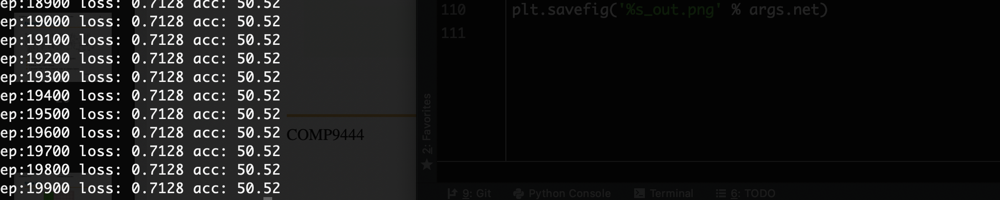 ep:18900 loss: 0.7128 acc: 50.52
ep:19000 loss: 0.7128 acc: 50.52
ep:19100 loss: 0.7128 acc: 50.52
ep:19200 loss: 0.7128 acc: 50.52
ep:19300 loss: 0.7128 acc: 50.52
ep:19400 loss: 0.7128 acc: 50.52
ep:19500 loss: 0.7128 acc: 50.52
ep:19600 loss: 0.7128 acc: 50.52
ep:19700 loss: 0.7128 acc: 50.52
ep:19800 loss: 0.7128 acc: 50.52
ep:19900 loss: 0.7128 acc: 50.52
COMP9444
110 plt.savefig('%s_out.png' % args.net)
111
2: Favorites
9: Git Python Console Terminal 6: TODO